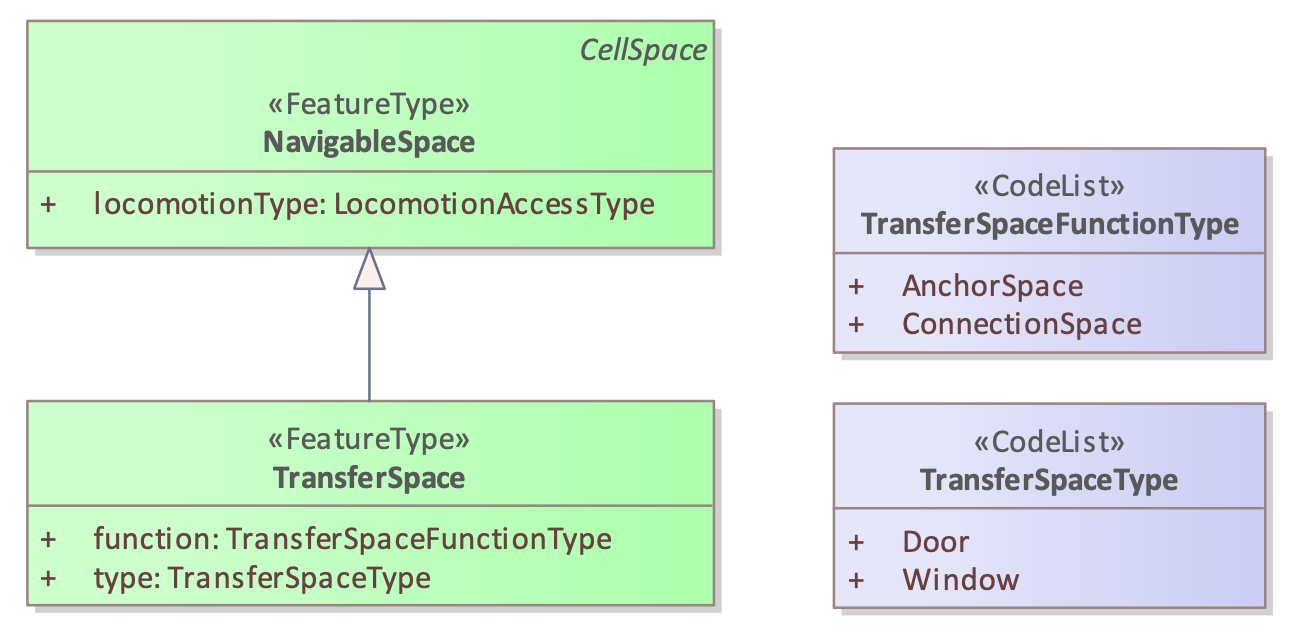 CellSpace
«FeatureType»
NavigableSpace
+ locomotionType: LocomotionAccessType
«FeatureType»
TransferSpace
+ function: TransferSpaceFunctionType
+ type: TransferSpaceType
«CodeList»
TransferSpaceFunctionType
+ AnchorSpace
+ ConnectionSpace
«CodeList»
TransferSpaceType
+ Door
+ Window